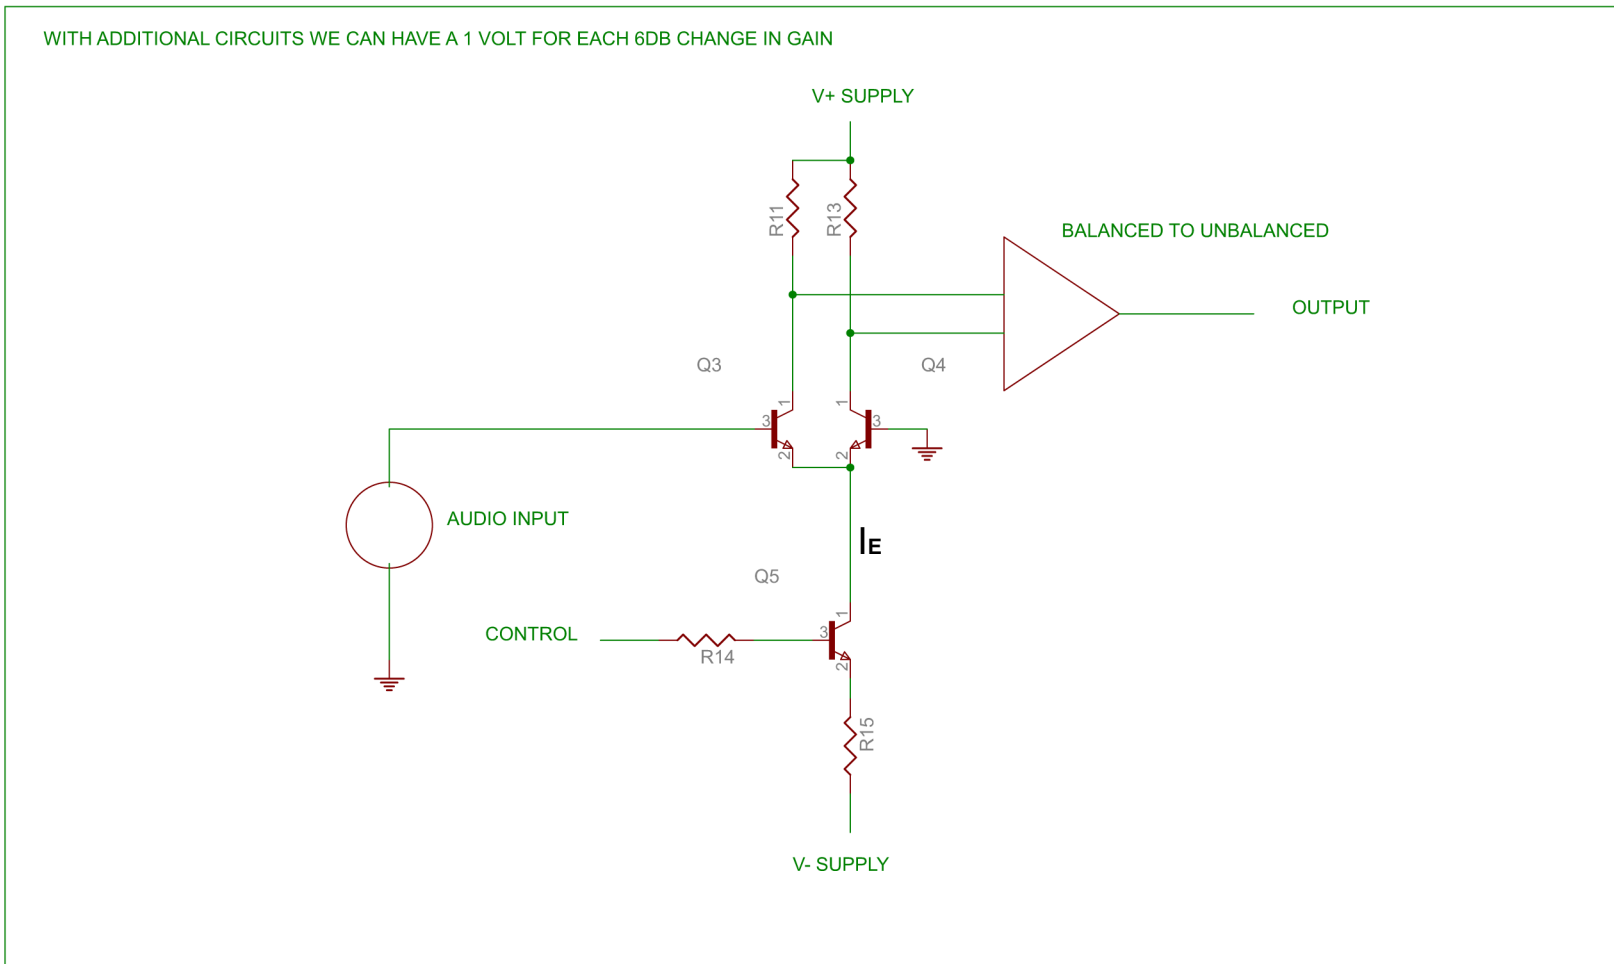 WITH ADDITIONAL CIRCUITS WE CAN HAVE A 1 VOLT FOR EACH 6DB CHANGE IN GAIN
V+ SUPPLY
R11
R13
BALANCED TO UNBALANCED
OUTPUT
Q3
Q4
1
1
3
3
2
2
AUDIO INPUT
IE
Q5
1
CONTROL
3
R14
2
R15
V- SUPPLY